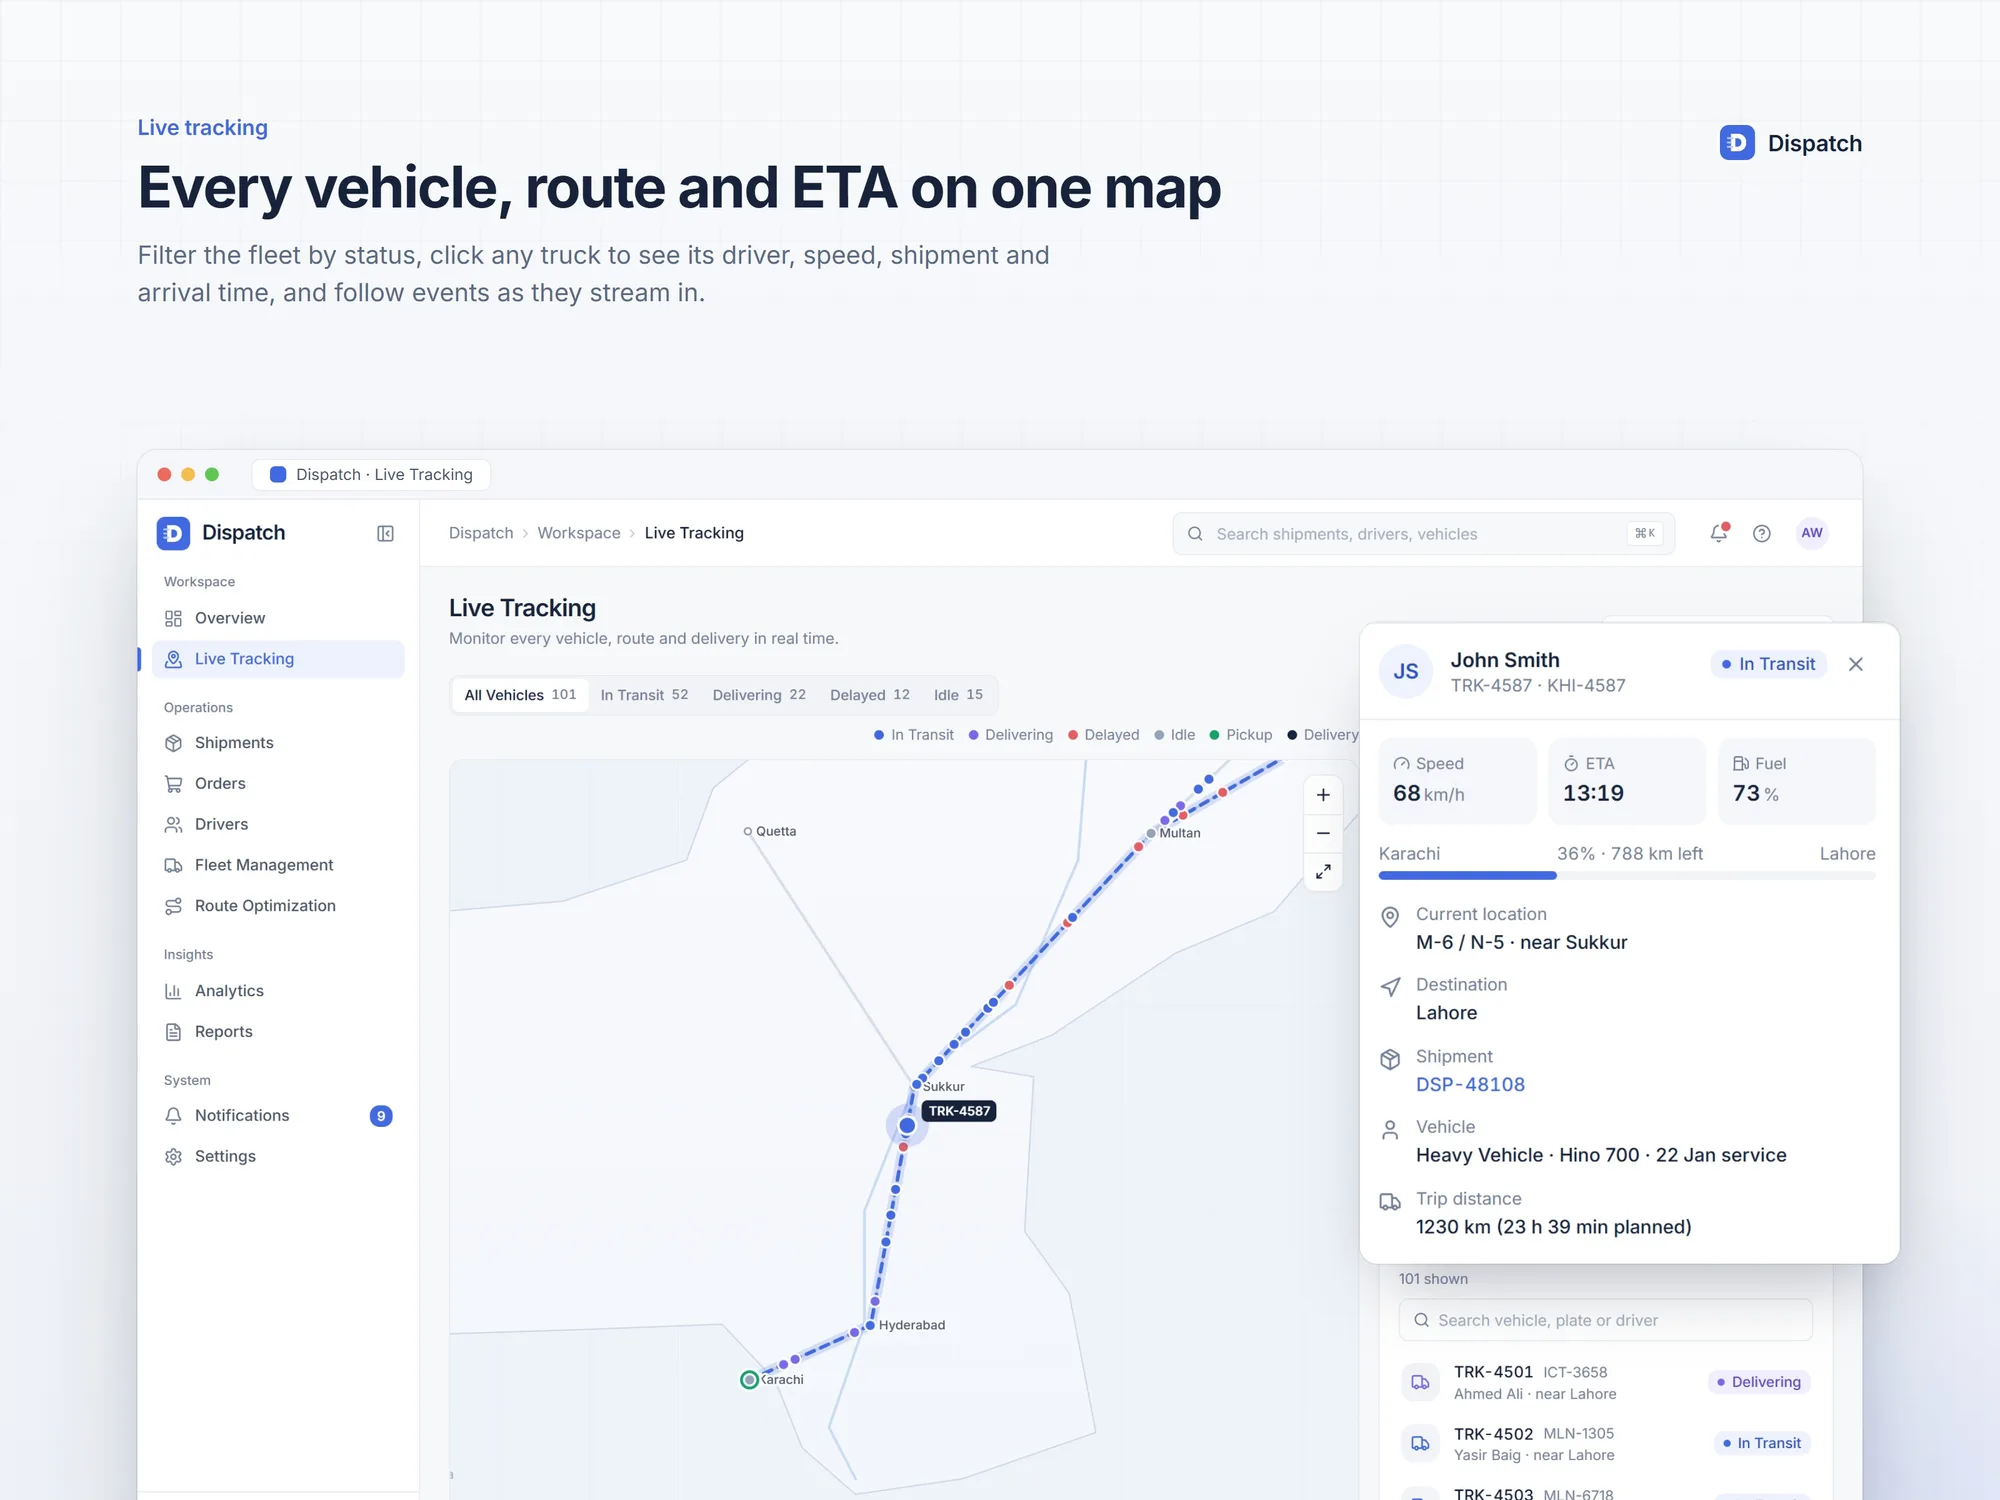 Live tracking
Every vehicle, route and ETA on one map
Filter the fleet by status, click any truck to see its driver, speed, shipment and
arrival time, and follow events as they stream in.
Dispatch
Dispatch · Live Tracking
Dispatch
Workspace
Overview
Live Tracking
Operations
Shipments
Orders
Drivers
Fleet Management
Route Optimization
Insights
Analytics
Reports
System
Notifications 9
Settings
Dispatch › Workspace › Live Tracking
Search shipments, drivers, vehicles ⌘K
AW
Live Tracking
Monitor every vehicle, route and delivery in real time.
All Vehicles 101 In Transit 52 Delivering 22 Delayed 12 Idle 15
In Transit Delivering Delayed Idle Pickup Delivery
Quetta
Multan
Sukkur
TRK-4587
Hyderabad
Karachi
JS
John Smith
TRK-4587 · KHI-4587
In Transit
Speed
68 km/h
ETA
13:19
Fuel
73 %
Karachi 36% · 788 km left Lahore
Current location
M-6 / N-5 · near Sukkur
Destination
Lahore
Shipment
DSP-48108
Vehicle
Heavy Vehicle · Hino 700 · 22 Jan service
Trip distance
1230 km (23 h 39 min planned)
101 shown
Search vehicle, plate or driver
TRK-4501 ICT-3658
Ahmed Ali · near Lahore
Delivering
TRK-4502 MLN-1305
Yasir Baig · near Lahore
In Transit
TRK-4503 MLN-6718